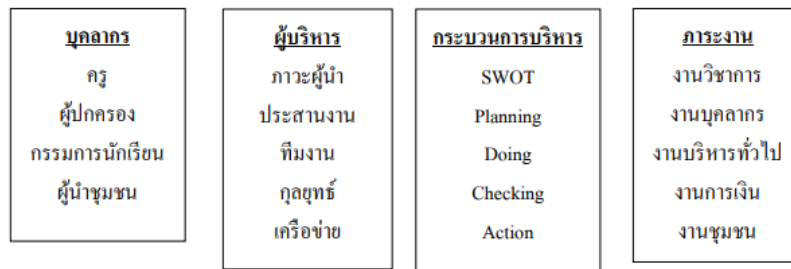 บุคลากร
ครู
ผู้ปกครอง
กรรมการนักเรียน
ผู้นำชุมชน
ผู้บริหาร
ภาวะผู้นำ
ประสานงาน
ทีมงาน
กุลยุทธ์
เครือข่าย
กระบวนการบริหาร
SWOT
Planning
Doing
Checking
Action
ภาระงาน
งานวิชาการ
งานบุคลากร
งานบริหารทั่วไป
งานการเงิน
งานชุมชน